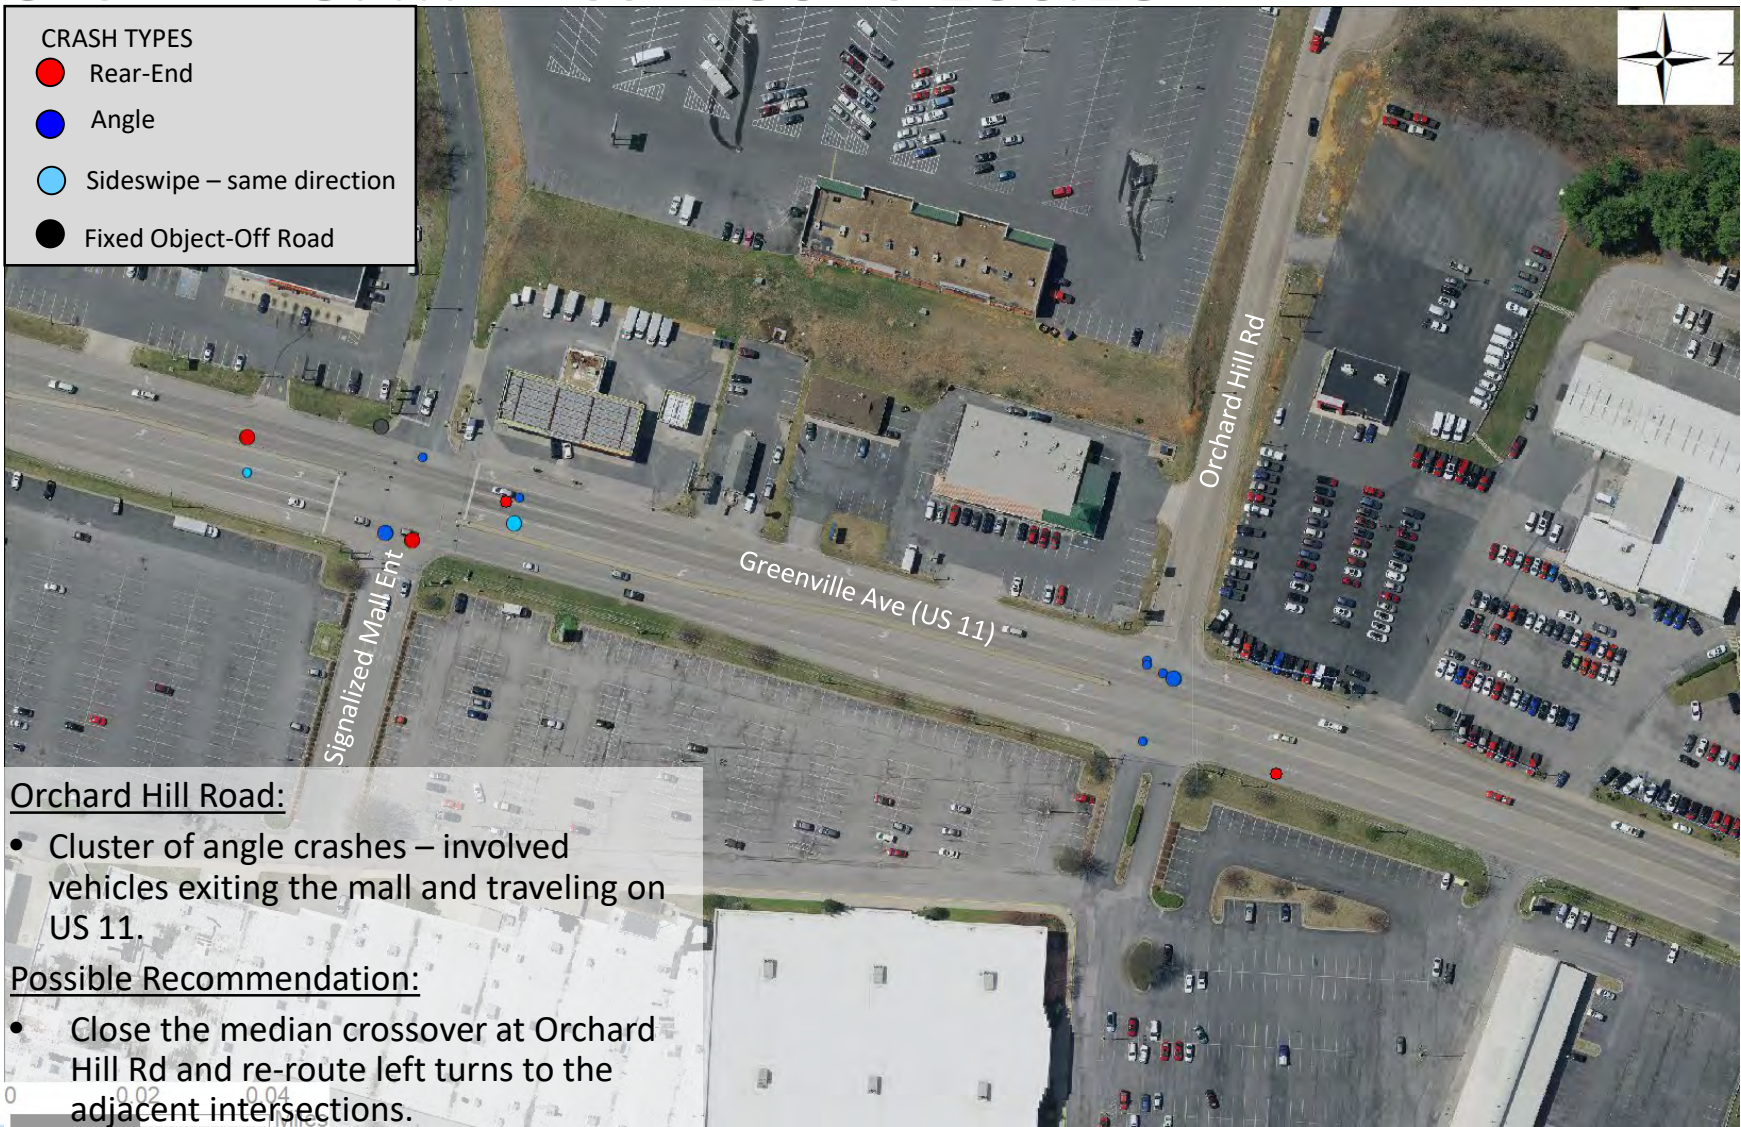 CRASH TYPES
Rear-End
Angle
Sideswipe – same direction
Fixed Object-Off Road
N
Orchard Hill Rd
Greenville Ave (US 11)
Signalized Mall Ent
Orchard Hill Road:
• Cluster of angle crashes – involved
vehicles exiting the mall and traveling on
US 11.
Possible Recommendation:
• Close the median crossover at Orchard
Hill Rd and re-route left turns to the
adjacent intersections.
0 0.02 0.04
Miles